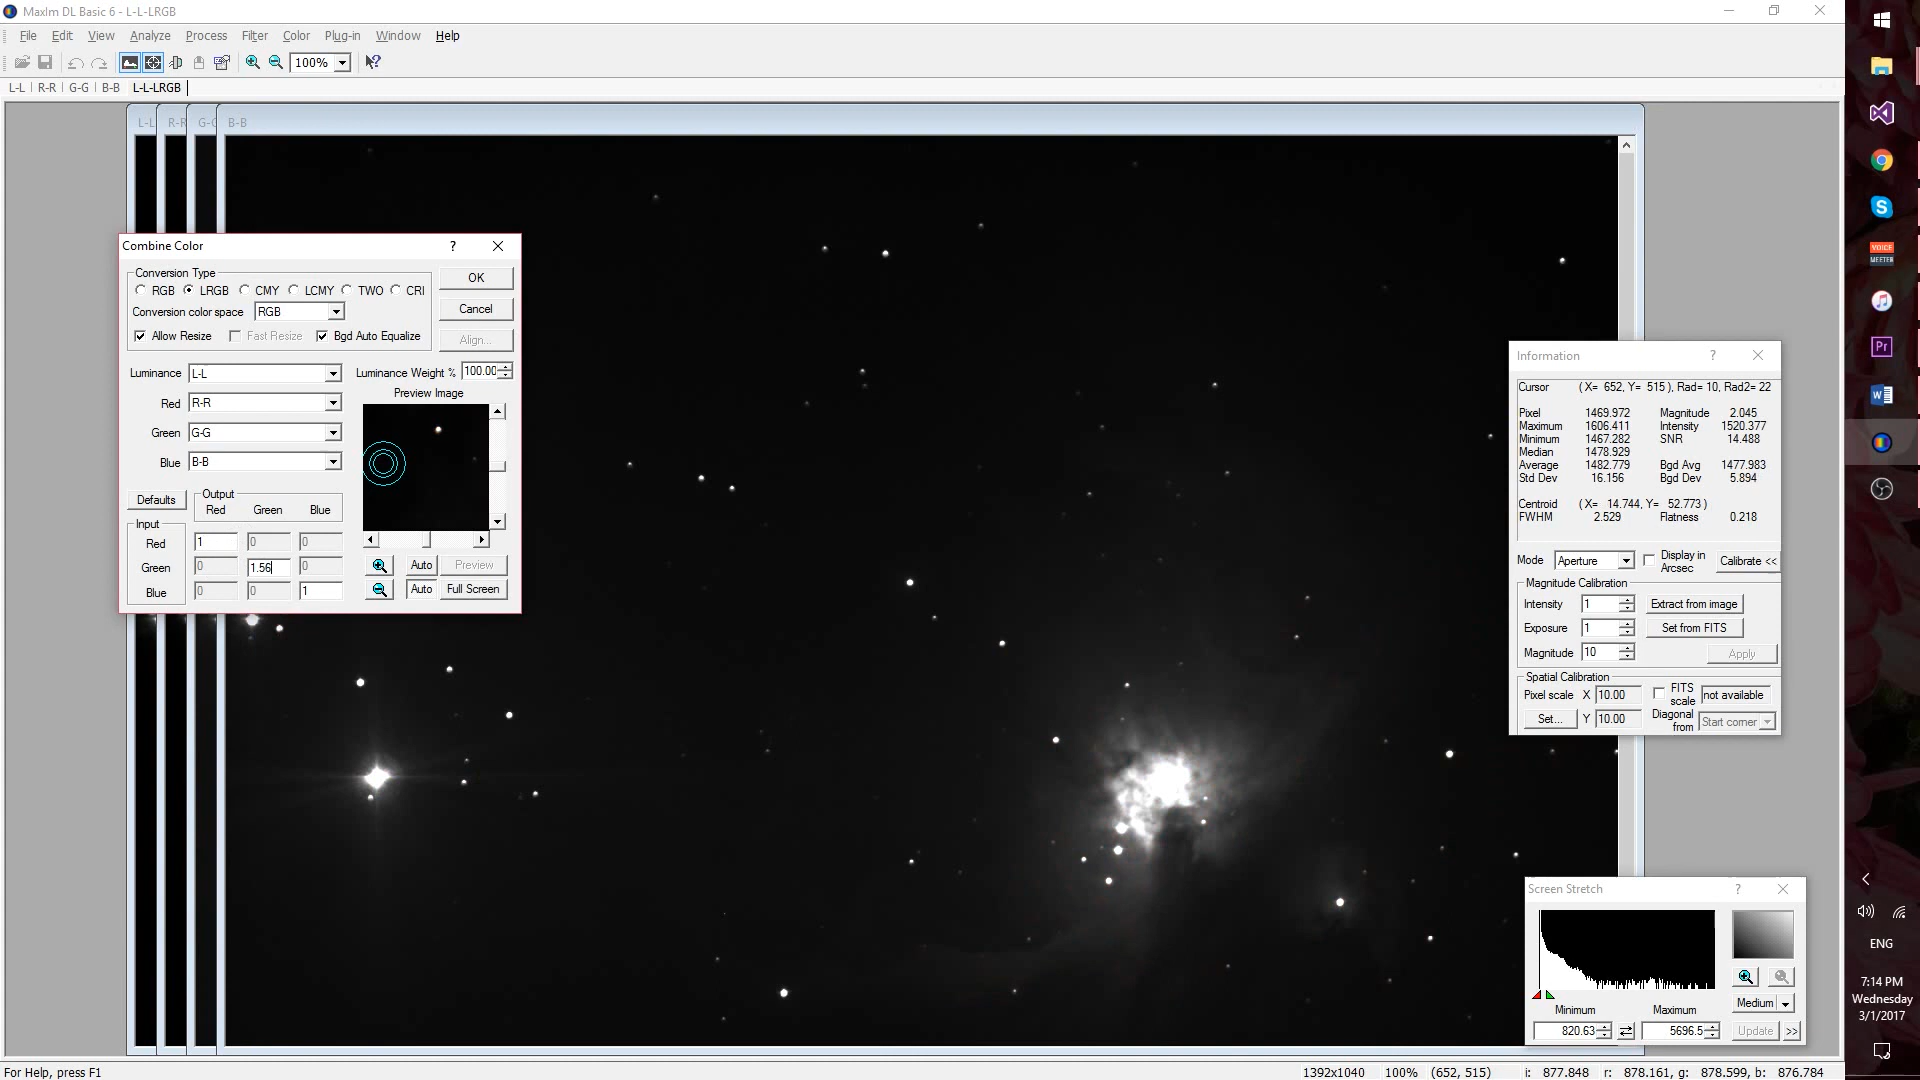 MaxIm DL Basic 6 - L-L-LRGB
File Edit View Analyze Process Filter Color Plug-in Window Help
100%
L-L R-R G-G B-B L-L-LRGB
L-L R-R G-G B-B
Combine Color ?
Conversion Type
RGB LRGB CMY LCMY TWO CRI
Conversion color space RGB
Allow Resize Fast Resize Bgd Auto Equalize
OK
Cancel
Align...
Luminance L-L
Red R-R
Green G-G
Blue B-B
Luminance Weight % 100.00
Preview Image
Defaults
Output
Red Green Blue
Input
Red 1 0 0
Green 0 1.56 0
Blue 0 0 1
Auto Preview
Auto Full Screen
Information ?
Cursor ( X= 652, Y= 515 ), Rad= 10, Rad2= 22
Pixel 1469.972 Magnitude 2.045
Maximum 1606.411 Intensity 1520.377
Minimum 1467.282 SNR 14.488
Median 1478.929
Average 1482.779 Bgd Avg 1477.983
Std Dev 16.156 Bgd Dev 5.894
Centroid ( X= 14.744, Y= 52.773 )
FWHM 2.529 Flatness 0.218
Mode Aperture Display in Arcsec Calibrate <<
Magnitude Calibration
Intensity 1 Extract from image
Exposure 1 Set from FITS
Magnitude 10 Apply
Spatial Calibration
Pixel scale X 10.00 FITS scale not available
Set... Y 10.00 Diagonal from Start corner
Screen Stretch ?
Medium
Minimum Maximum
820.63 5696.5 Update >>
VOICE
MEETER
Pr
ENG
7:14 PM
Wednesday
3/1/2017
For Help, press F1
1392x1040 100% (652, 515) i: 877.848 r: 878.161, g: 878.599, b: 876.784